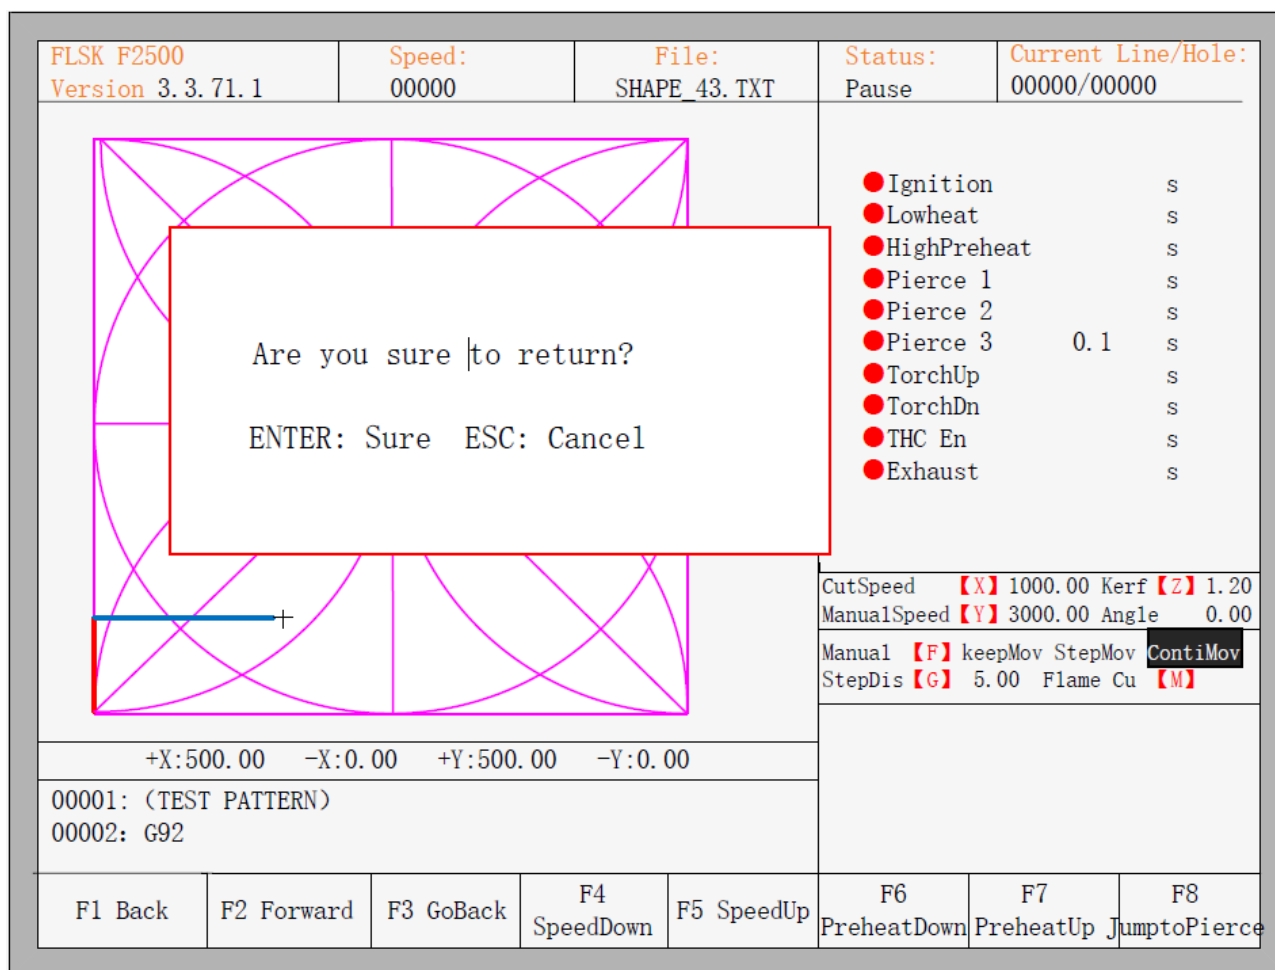 FLSK F2500
Version 3.3.71.1
Speed:
00000
File:
SHAPE_43.TXT
Status:
Pause
Current Line/Hole:
00000/00000
Are you sure to return?
ENTER: Sure ESC: Cancel
Ignition s
Lowheat s
HighPreheat s
Pierce 1 s
Pierce 2 s
Pierce 3 0.1 s
TorchUp s
TorchDn s
THC En s
Exhaust s
CutSpeed 【X】 1000.00 Kerf【Z】 1.20
ManualSpeed【Y】 3000.00 Angle 0.00
Manual 【F】 keepMov StepMov ContiMov
StepDis【G】 5.00 Flame Cu 【M】
+X:500.00 -X:0.00 +Y:500.00 -Y:0.00
00001: (TEST PATTERN)
00002: G92
F1 Back
F2 Forward
F3 GoBack
F4
SpeedDown
F5 SpeedUp
F6
PreheatDown
F7
PreheatUp
F8
JumptoPierce